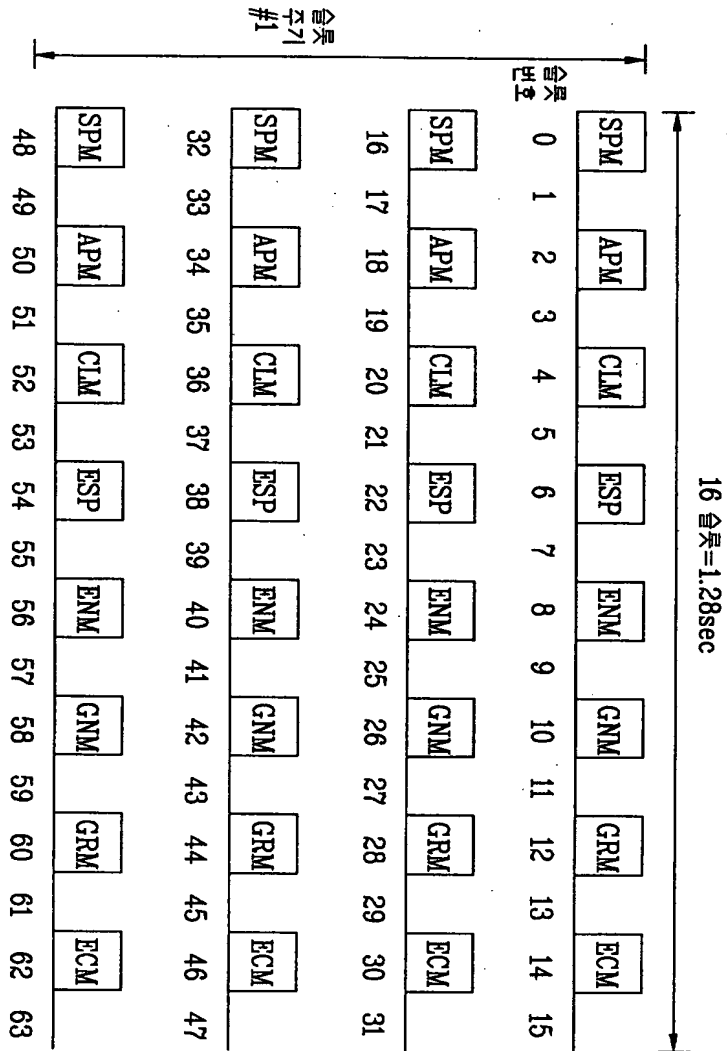 16 슬롯=1.28sec
SPM APM CLM ESP ENM GNM GRM ECM
슬롯
번호
0 1 2 3 4 5 6 7 8 9 10 11 12 13 14 15
SPM APM CLM ESP ENM GNM GRM ECM
16 17 18 19 20 21 22 23 24 25 26 27 28 29 30 31
슬롯
주기
#1
SPM APM CLM ESP ENM GNM GRM ECM
32 33 34 35 36 37 38 39 40 41 42 43 44 45 46 47
SPM APM CLM ESP ENM GNM GRM ECM
48 49 50 51 52 53 54 55 56 57 58 59 60 61 62 63